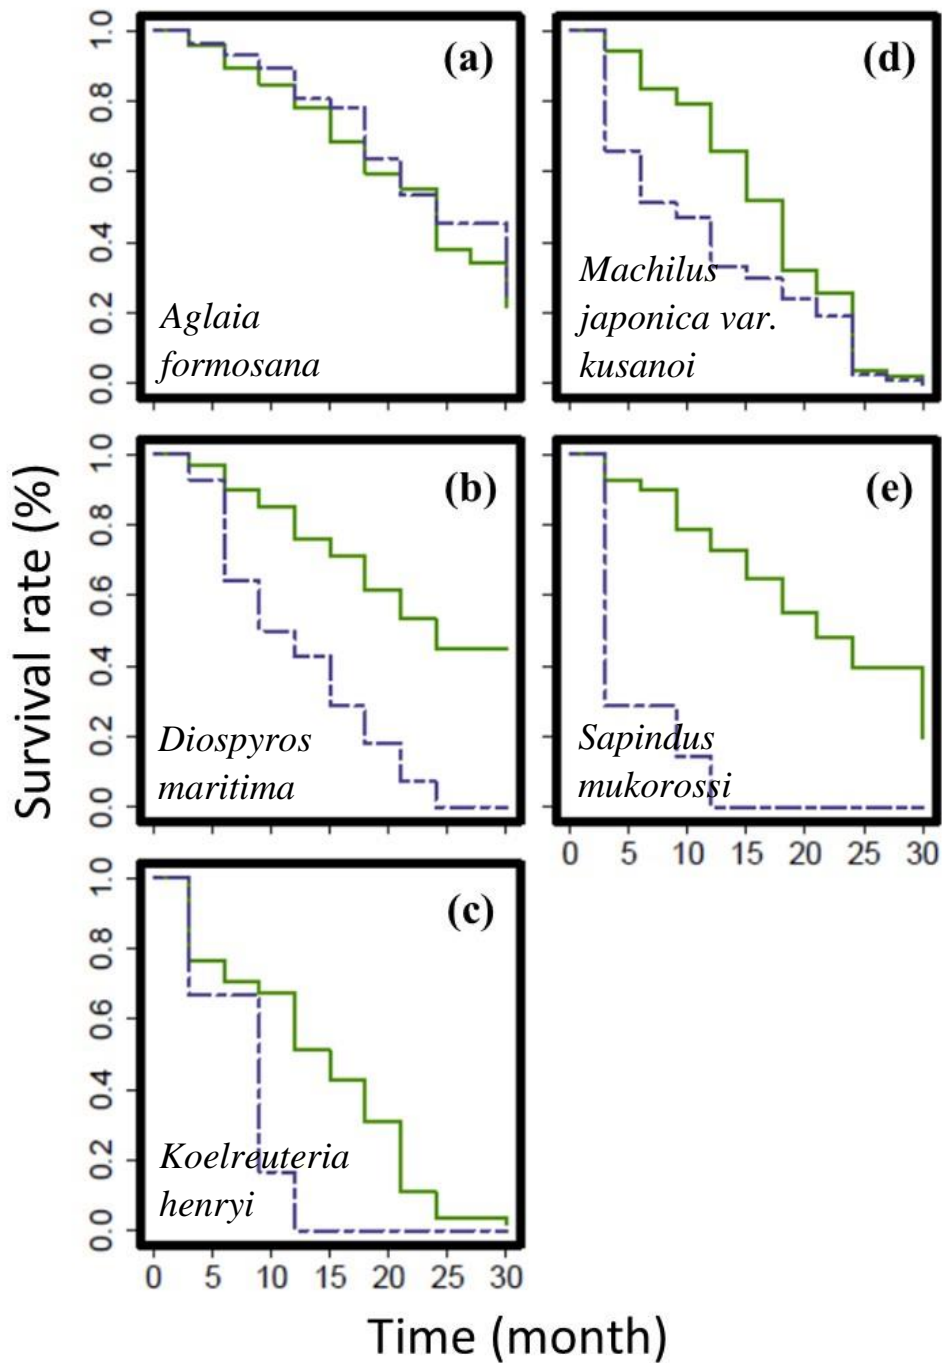 Survival rate (%)
1.0
0.8
0.6
0.4
0.2
0.0
(a)
Aglaia
formosana
(d)
Machilus
japonica var.
kusanoi
1.0
0.8
0.6
0.4
0.2
0.0
(b)
Diospyros
maritima
(e)
Sapindus
mukorossi
0 5 10 15 20 25 30
1.0
0.8
0.6
0.4
0.2
0.0
(c)
Koelreuteria
henryi
0 5 10 15 20 25 30
Time (month)